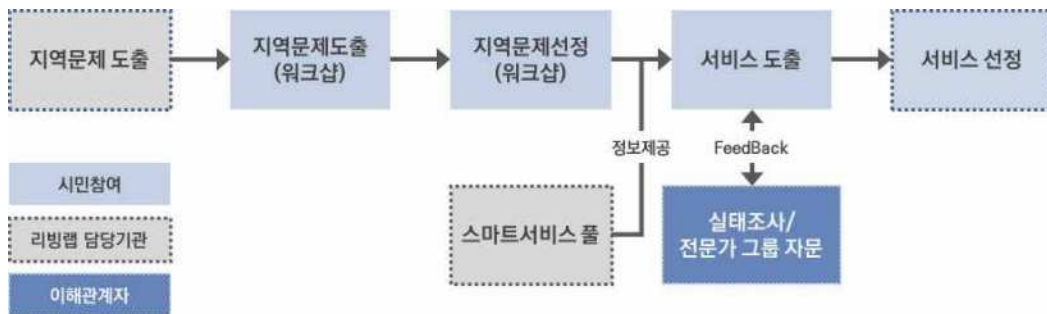 지역문제 도출
지역문제도출
(워크샵)
지역문제선정
(워크샵)
서비스 도출
서비스 선정
정보제공
FeedBack
시민참여
리빙랩 담당기관
이해관계자
스마트서비스 풀
실태조사/
전문가 그룹 자문